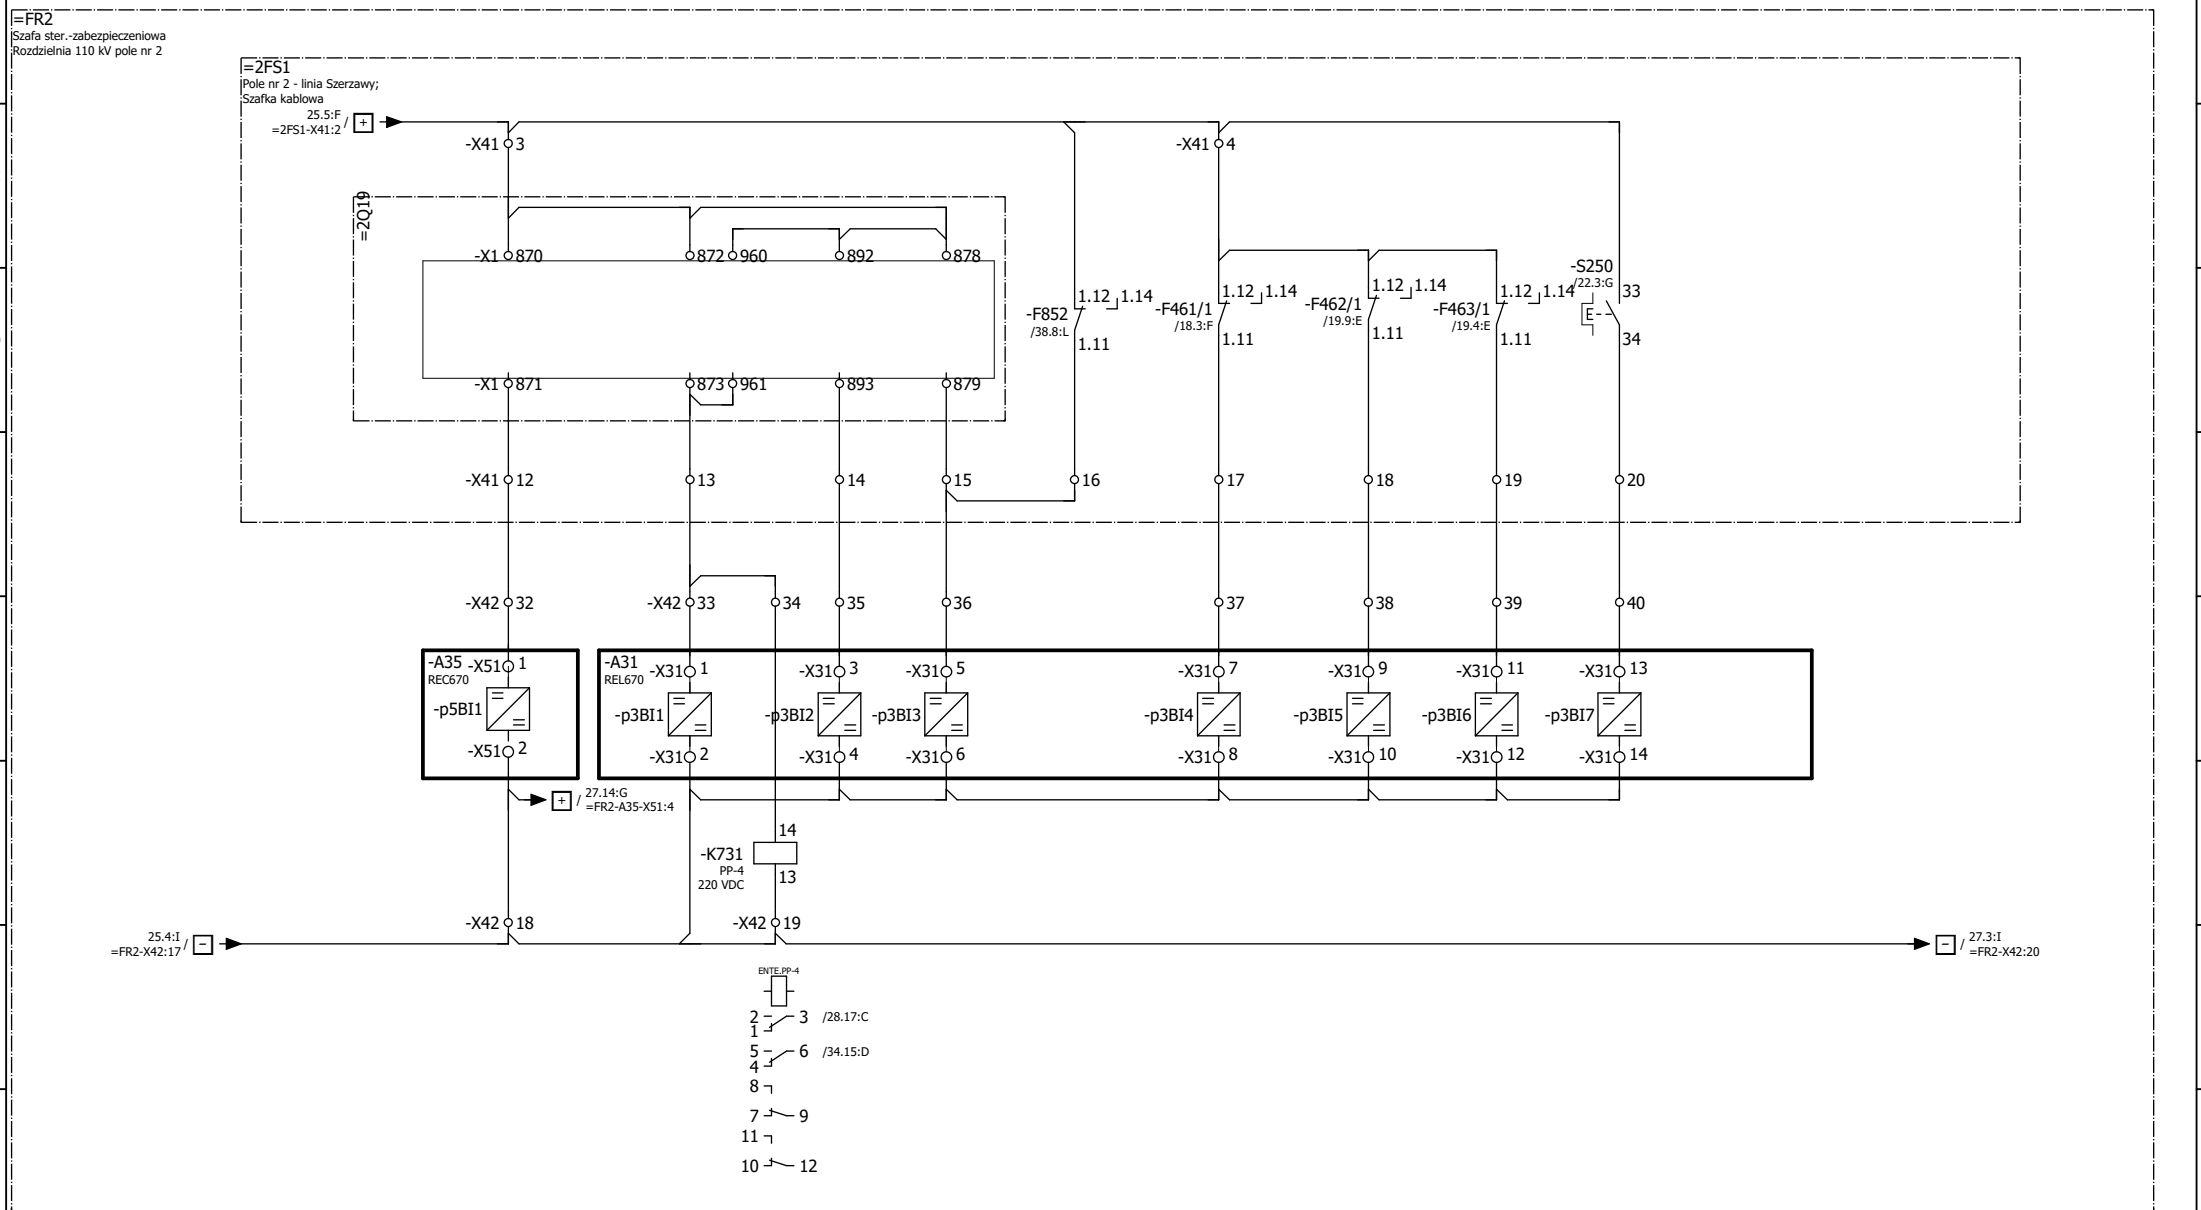 =FR2
Szafa ster.-zabezpieczeniowa
Rozdzielnia 110 kV pole nr 2
=2FS1
Pole nr 2 - linia Szerzawy;
Szafka kablowa
25.5:F
=2FS1-X41:2 / +
-X41 3
-X41 4
=2Q19
-X1 870 872 960 892 878
-S250
/22.3:G
33
34
E
-F852
/38.8:L
1.12 1.14
1.11
-F461/1
/18.3:F
1.12 1.14
1.11
-F462/1
/19.9:E
1.12 1.14
1.11
-F463/1
/19.4:E
1.12 1.14
1.11
-X1 871 873 961 893 879
-X41 12 13 14 15 16 17 18 19 20
-X42 32 -X42 33 34 35 36 37 38 39 40
-A35
REC670
-X51 1
-p5BI1
-X51 2
-A31
REL670
-X31 1 -X31 3 -X31 5 -X31 7 -X31 9 -X31 11 -X31 13
-p3BI1 -p3BI2 -p3BI3 -p3BI4 -p3BI5 -p3BI6 -p3BI7
-X31 2 -X31 4 -X31 6 -X31 8 -X31 10 -X31 12 -X31 14
+ / 27.14:G
=FR2-A35-X51:4
14
-K731
PP-4
220 VDC
13
-X42 18 -X42 19
25.4:I
=FR2-X42:17 / −
− / 27.3:I
=FR2-X42:20
ENTE.PP-4
2 3 /28.17:C
1
5 6 /34.15:D
4
8
7 9
11
10 12